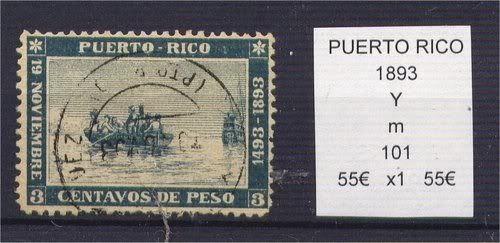 PUERTO-RICO
19 NOVIEMBRE
1493-1893
3 CENTAVOS DE PESO 3
PUERTO RICO
1893
Y
m
101
55€ x1 55€